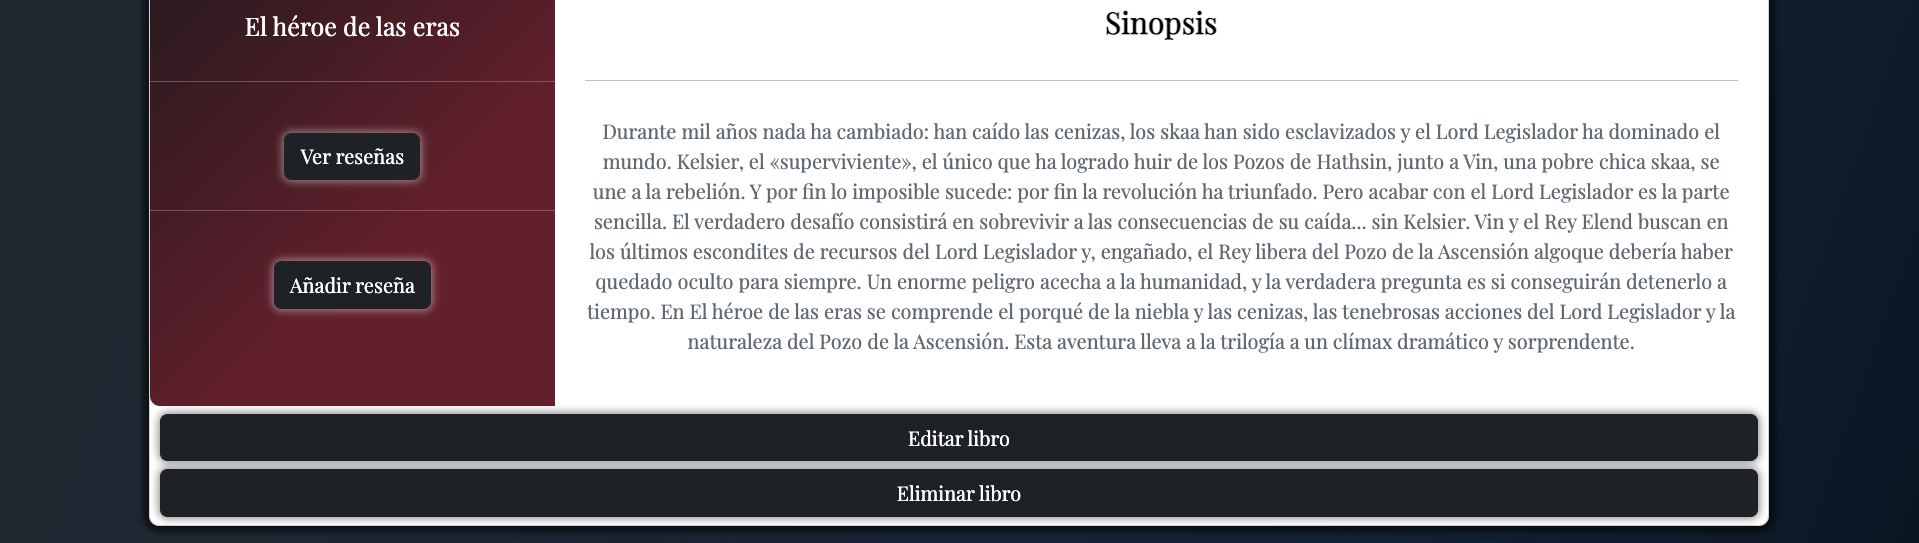 El héroe de las eras
Ver reseñas
Añadir reseña
Sinopsis
Durante mil años nada ha cambiado: han caído las cenizas, los skaa han sido esclavizados y el Lord Legislador ha dominado el
mundo. Kelsier, el «superviviente», el único que ha logrado huir de los Pozos de Hathsin, junto a Vin, una pobre chica skaa, se
une a la rebelión. Y por fin lo imposible sucede: por fin la revolución ha triunfado. Pero acabar con el Lord Legislador es la parte
sencilla. El verdadero desafío consistirá en sobrevivir a las consecuencias de su caída... sin Kelsier. Vin y el Rey Elend buscan en
los últimos escondites de recursos del Lord Legislador y, engañado, el Rey libera del Pozo de la Ascensión algoque debería haber
quedado oculto para siempre. Un enorme peligro acecha a la humanidad, y la verdadera pregunta es si conseguirán detenerlo a
tiempo. En El héroe de las eras se comprende el porqué de la niebla y las cenizas, las tenebrosas acciones del Lord Legislador y la
naturaleza del Pozo de la Ascensión. Esta aventura lleva a la trilogía a un clímax dramático y sorprendente.
Editar libro
Eliminar libro